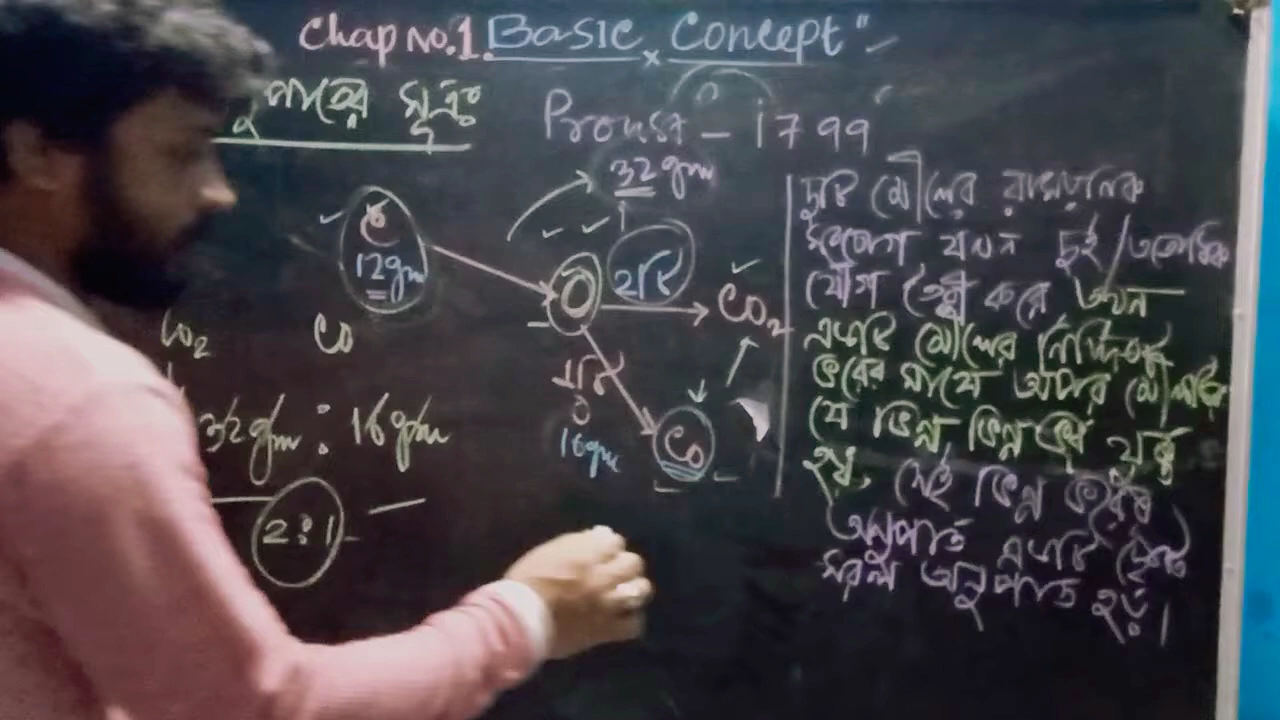 Chap No.1. Basic Concept"
পাতের সূত্রঃ
Proust – 1799
32gm
C
12gm
O 2টি CO2
CO2 CO
1টি
O
16gm
CO
32gm : 16gm
2:1
দুটি মৌলের রাসায়নিক
সংযোগে যখন দুই/ততোধিক
যৌগ তৈরী করে তখন
একটি মৌলের নির্দিষ্ট
ভরের সাথে অপর মৌলটির
যে ভিন্ন ভিন্ন ভর যুক্ত
হয়, সেই ভিন্ন ভরের
অনুপাত একটি ছোট
সরল অনুপাত হয়।